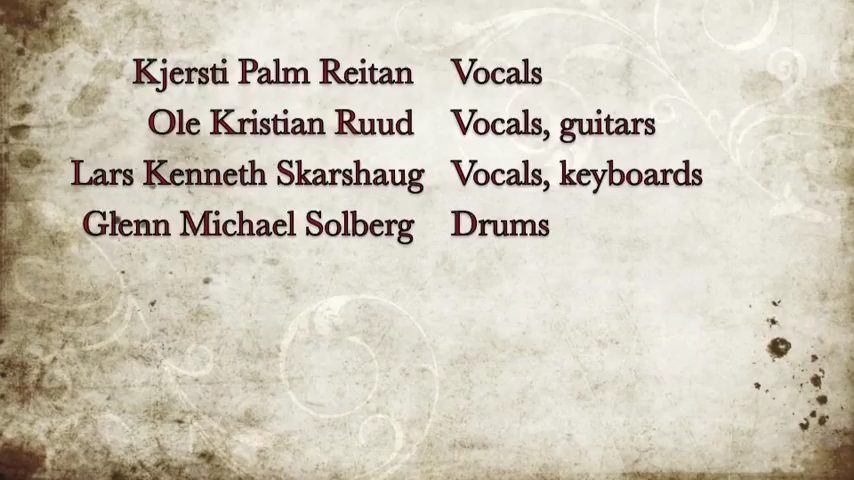 Kjersti Palm Reitan Vocals
Ole Kristian Ruud Vocals, guitars
Lars Kenneth Skarshaug Vocals, keyboards
Glenn Michael Solberg Drums